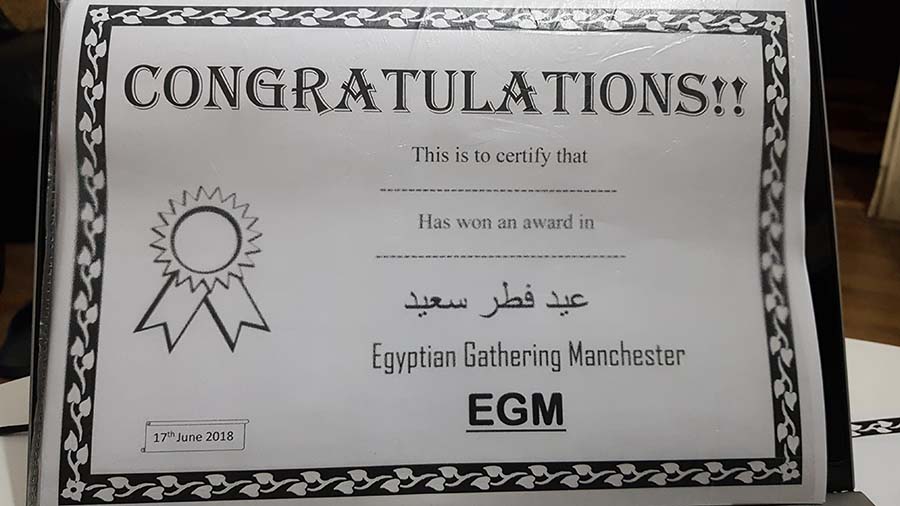 CONGRATULATIONS!!
This is to certify that
Has won an award in
عيد فطر سعيد
Egyptian Gathering Manchester
EGM
17th June 2018